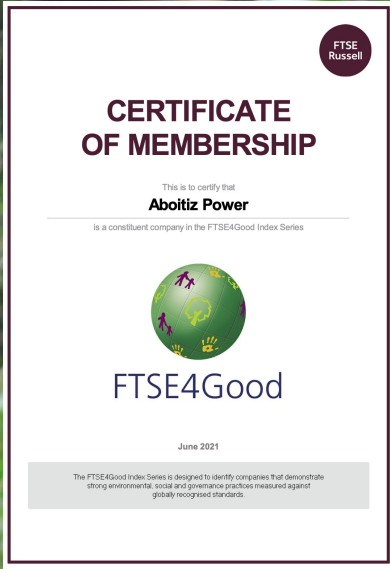 FTSE
Russell
CERTIFICATE
OF MEMBERSHIP
This is to certify that
Aboitiz Power
is a constituent company in the FTSE4Good Index Series
FTSE4Good
June 2021
The FTSE4Good Index Series is designed to identify companies that demonstrate
strong environmental, social and governance practices measured against
globally recognised standards.